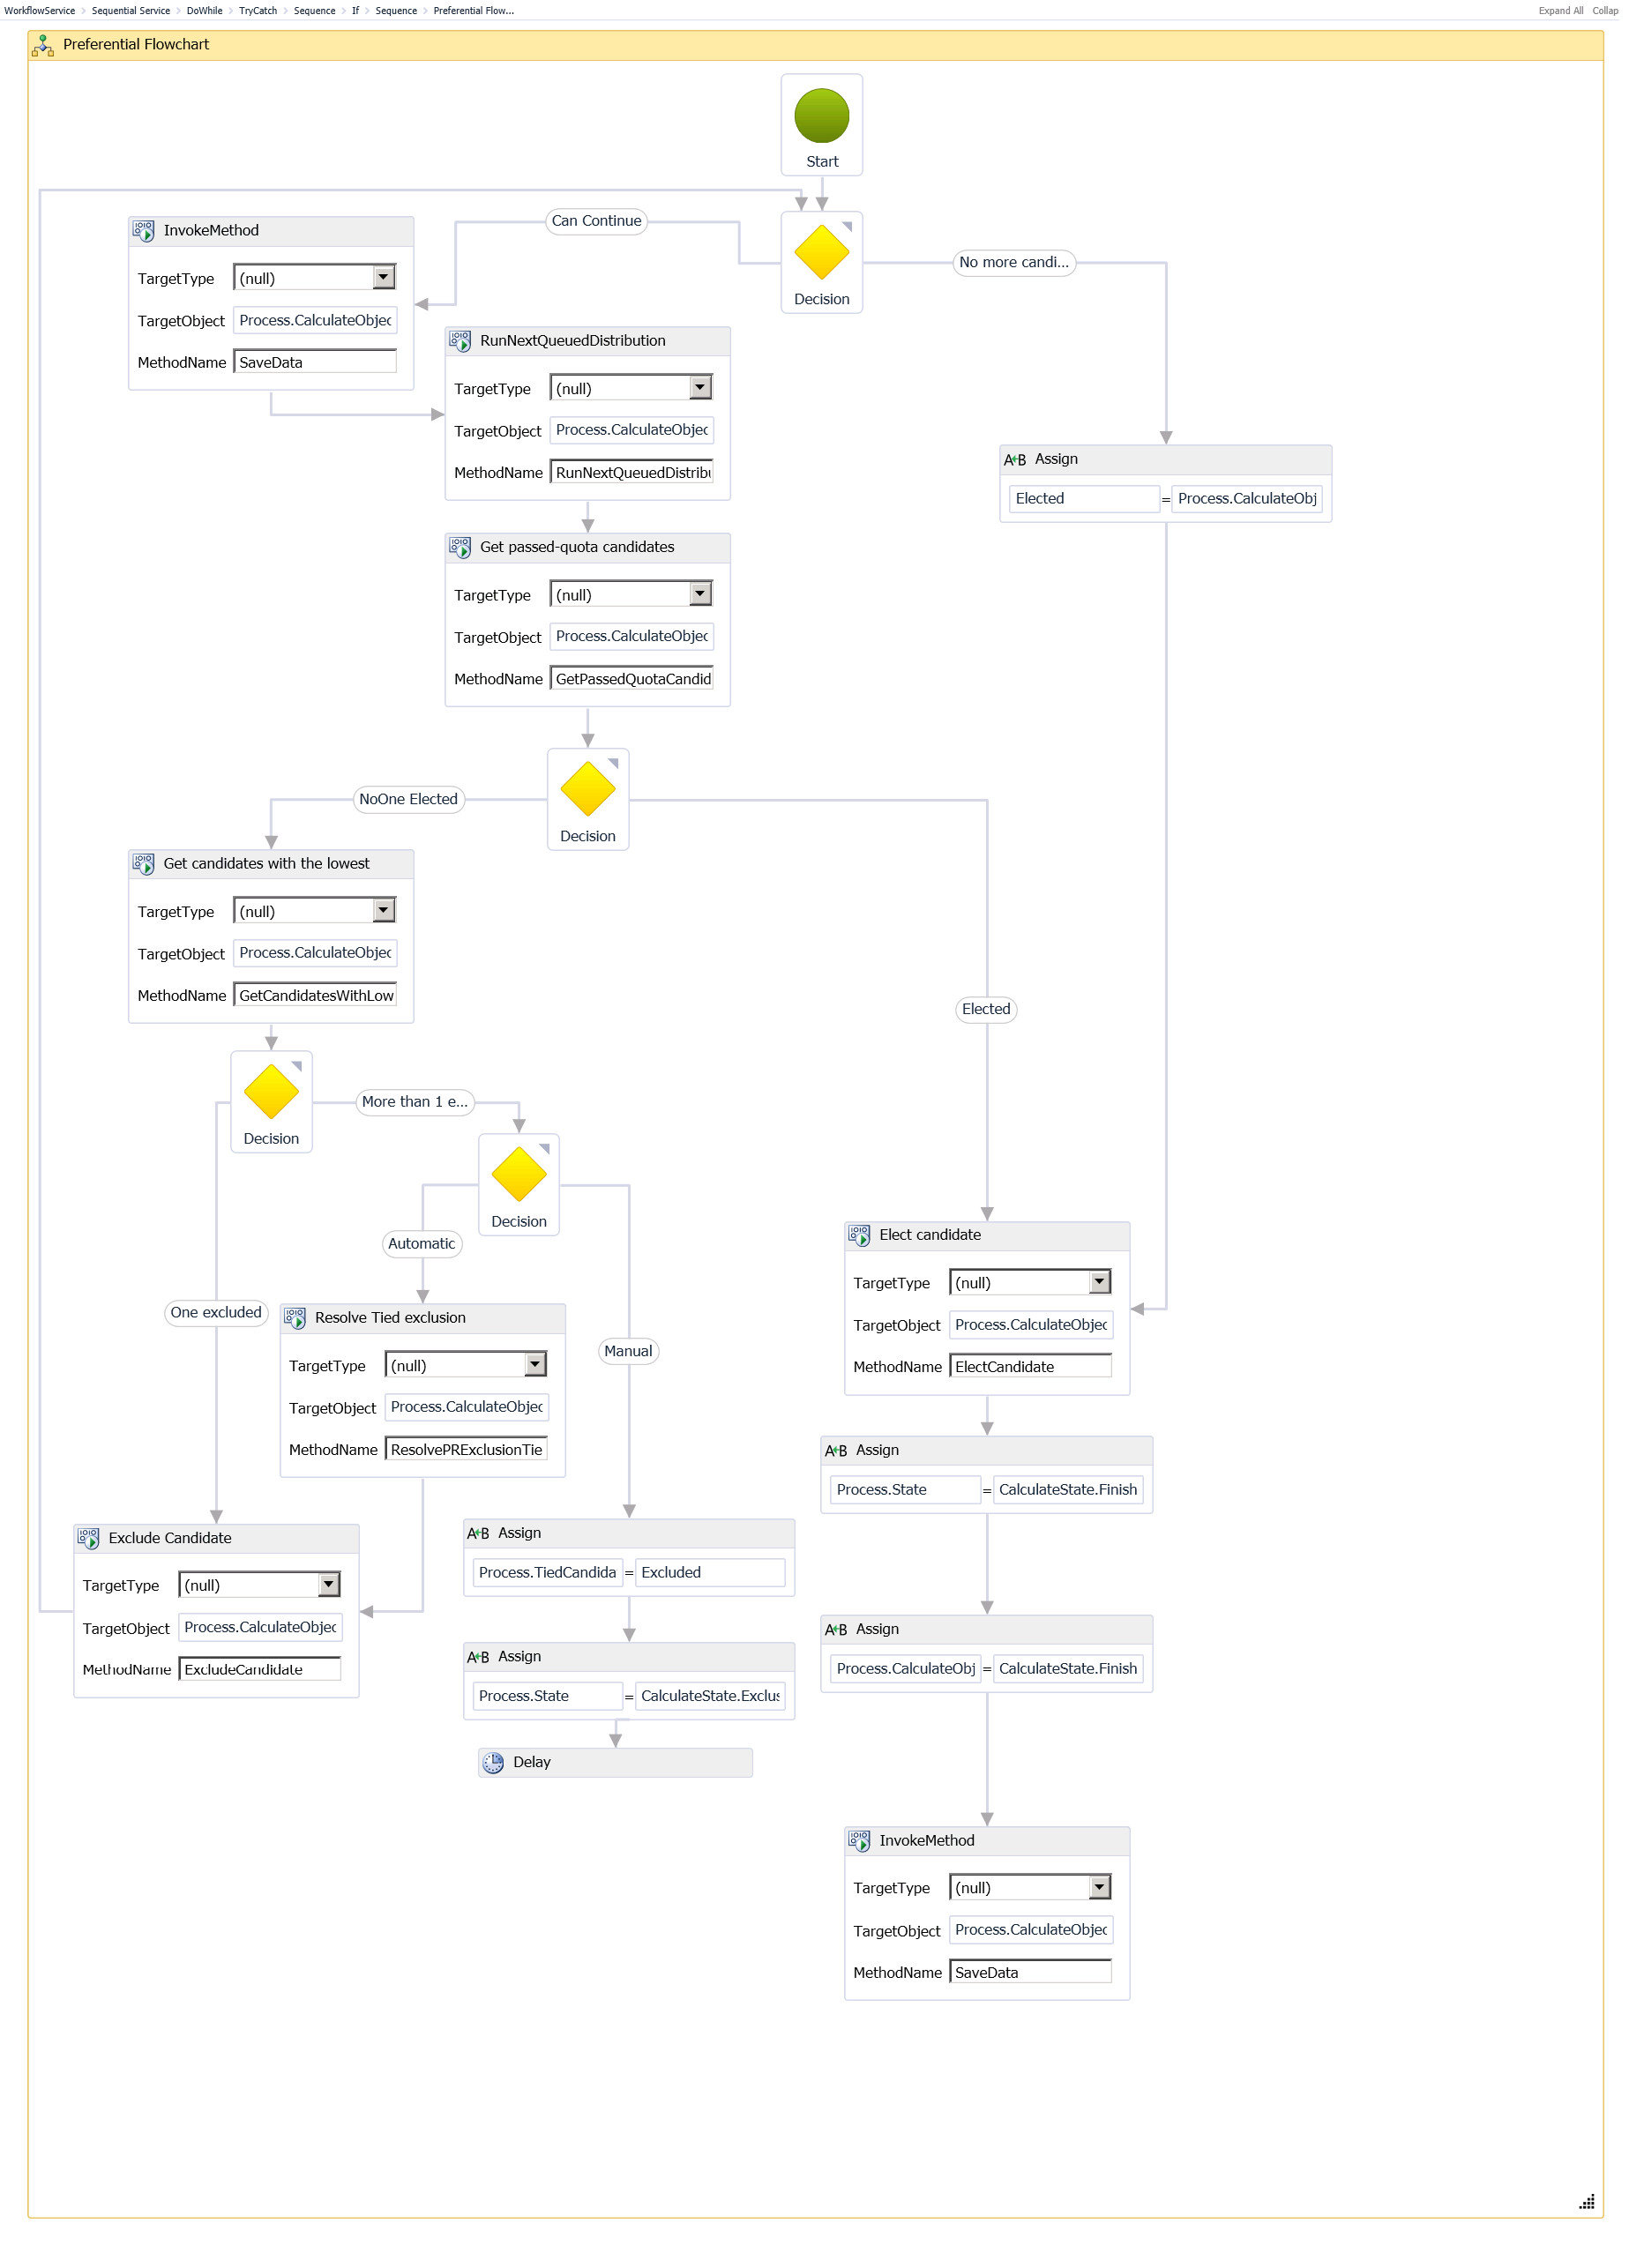 WorkflowService > Sequential Service > DoWhile > TryCatch > Sequence > If > Sequence > Preferential Flow...
Expand All Collap
Preferential Flowchart
Start
Decision
Can Continue
No more candi...
InvokeMethod
TargetType (null)
TargetObject Process.CalculateObjec
MethodName SaveData
RunNextQueuedDistribution
TargetType (null)
TargetObject Process.CalculateObjec
MethodName RunNextQueuedDistribu
Assign
Elected = Process.CalculateObj
Get passed-quota candidates
TargetType (null)
TargetObject Process.CalculateObjec
MethodName GetPassedQuotaCandid
Decision
NoOne Elected
Elected
Get candidates with the lowest
TargetType (null)
TargetObject Process.CalculateObjec
MethodName GetCandidatesWithLow
Decision
More than 1 e...
Decision
Automatic
One excluded
Manual
Resolve Tied exclusion
TargetType (null)
TargetObject Process.CalculateObjec
MethodName ResolvePRExclusionTie
Elect candidate
TargetType (null)
TargetObject Process.CalculateObjec
MethodName ElectCandidate
Assign
Process.State = CalculateState.Finish
Exclude Candidate
TargetType (null)
TargetObject Process.CalculateObjec
MethodName ExcludeCandidate
Assign
Process.TiedCandida = Excluded
Assign
Process.State = CalculateState.Exclus
Delay
Assign
Process.CalculateObj = CalculateState.Finish
InvokeMethod
TargetType (null)
TargetObject Process.CalculateObjec
MethodName SaveData